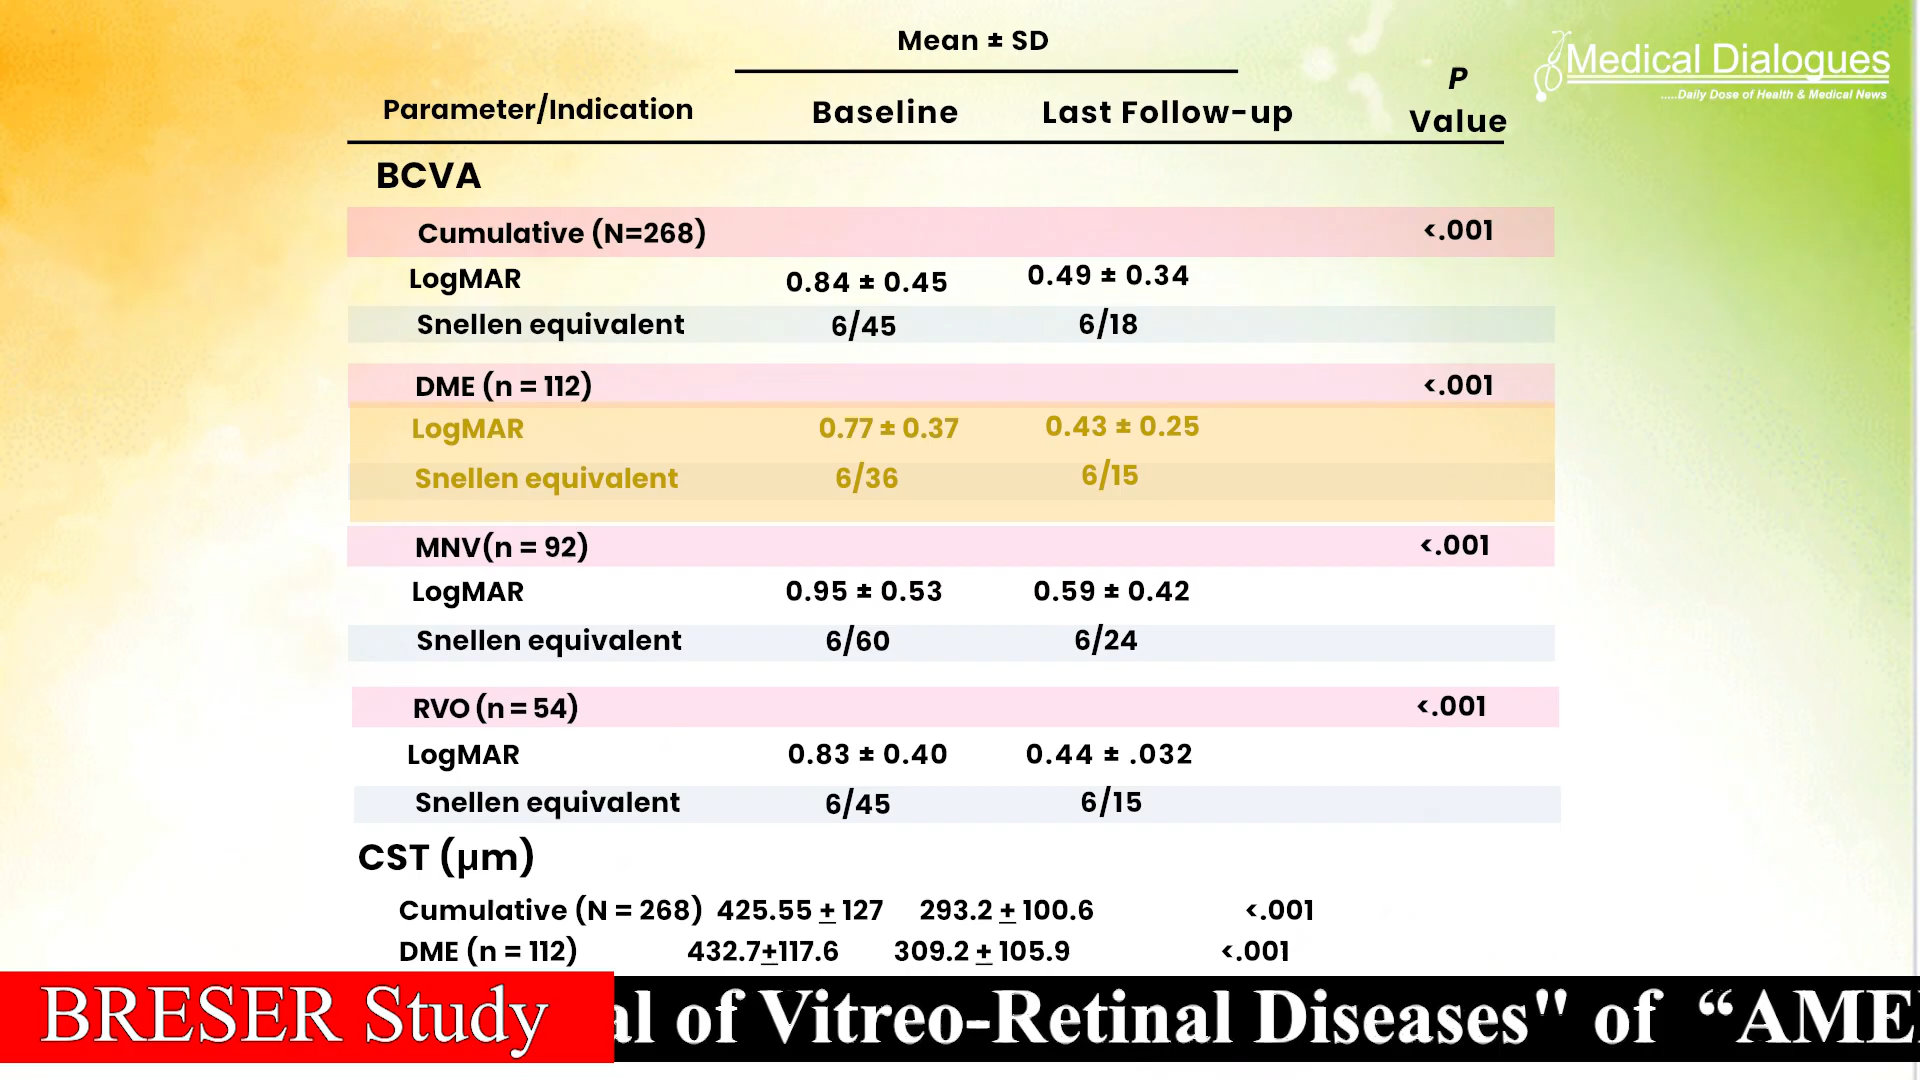 Mean ± SD
Medical Dialogues
.....Daily Dose of Health & Medical News
Parameter/Indication Baseline Last Follow-up P Value
BCVA
Cumulative (N=268) <.001
LogMAR 0.84 ± 0.45 0.49 ± 0.34
Snellen equivalent 6/45 6/18
DME (n = 112) <.001
LogMAR 0.77 ± 0.37 0.43 ± 0.25
Snellen equivalent 6/36 6/15
MNV(n = 92) <.001
LogMAR 0.95 ± 0.53 0.59 ± 0.42
Snellen equivalent 6/60 6/24
RVO (n = 54) <.001
LogMAR 0.83 ± 0.40 0.44 ± .032
Snellen equivalent 6/45 6/15
CST (µm)
Cumulative (N = 268) 425.55 ± 127 293.2 ± 100.6 <.001
DME (n = 112) 432.7±117.6 309.2 ± 105.9 <.001
BRESER Study al of Vitreo-Retinal Diseases" of “AME